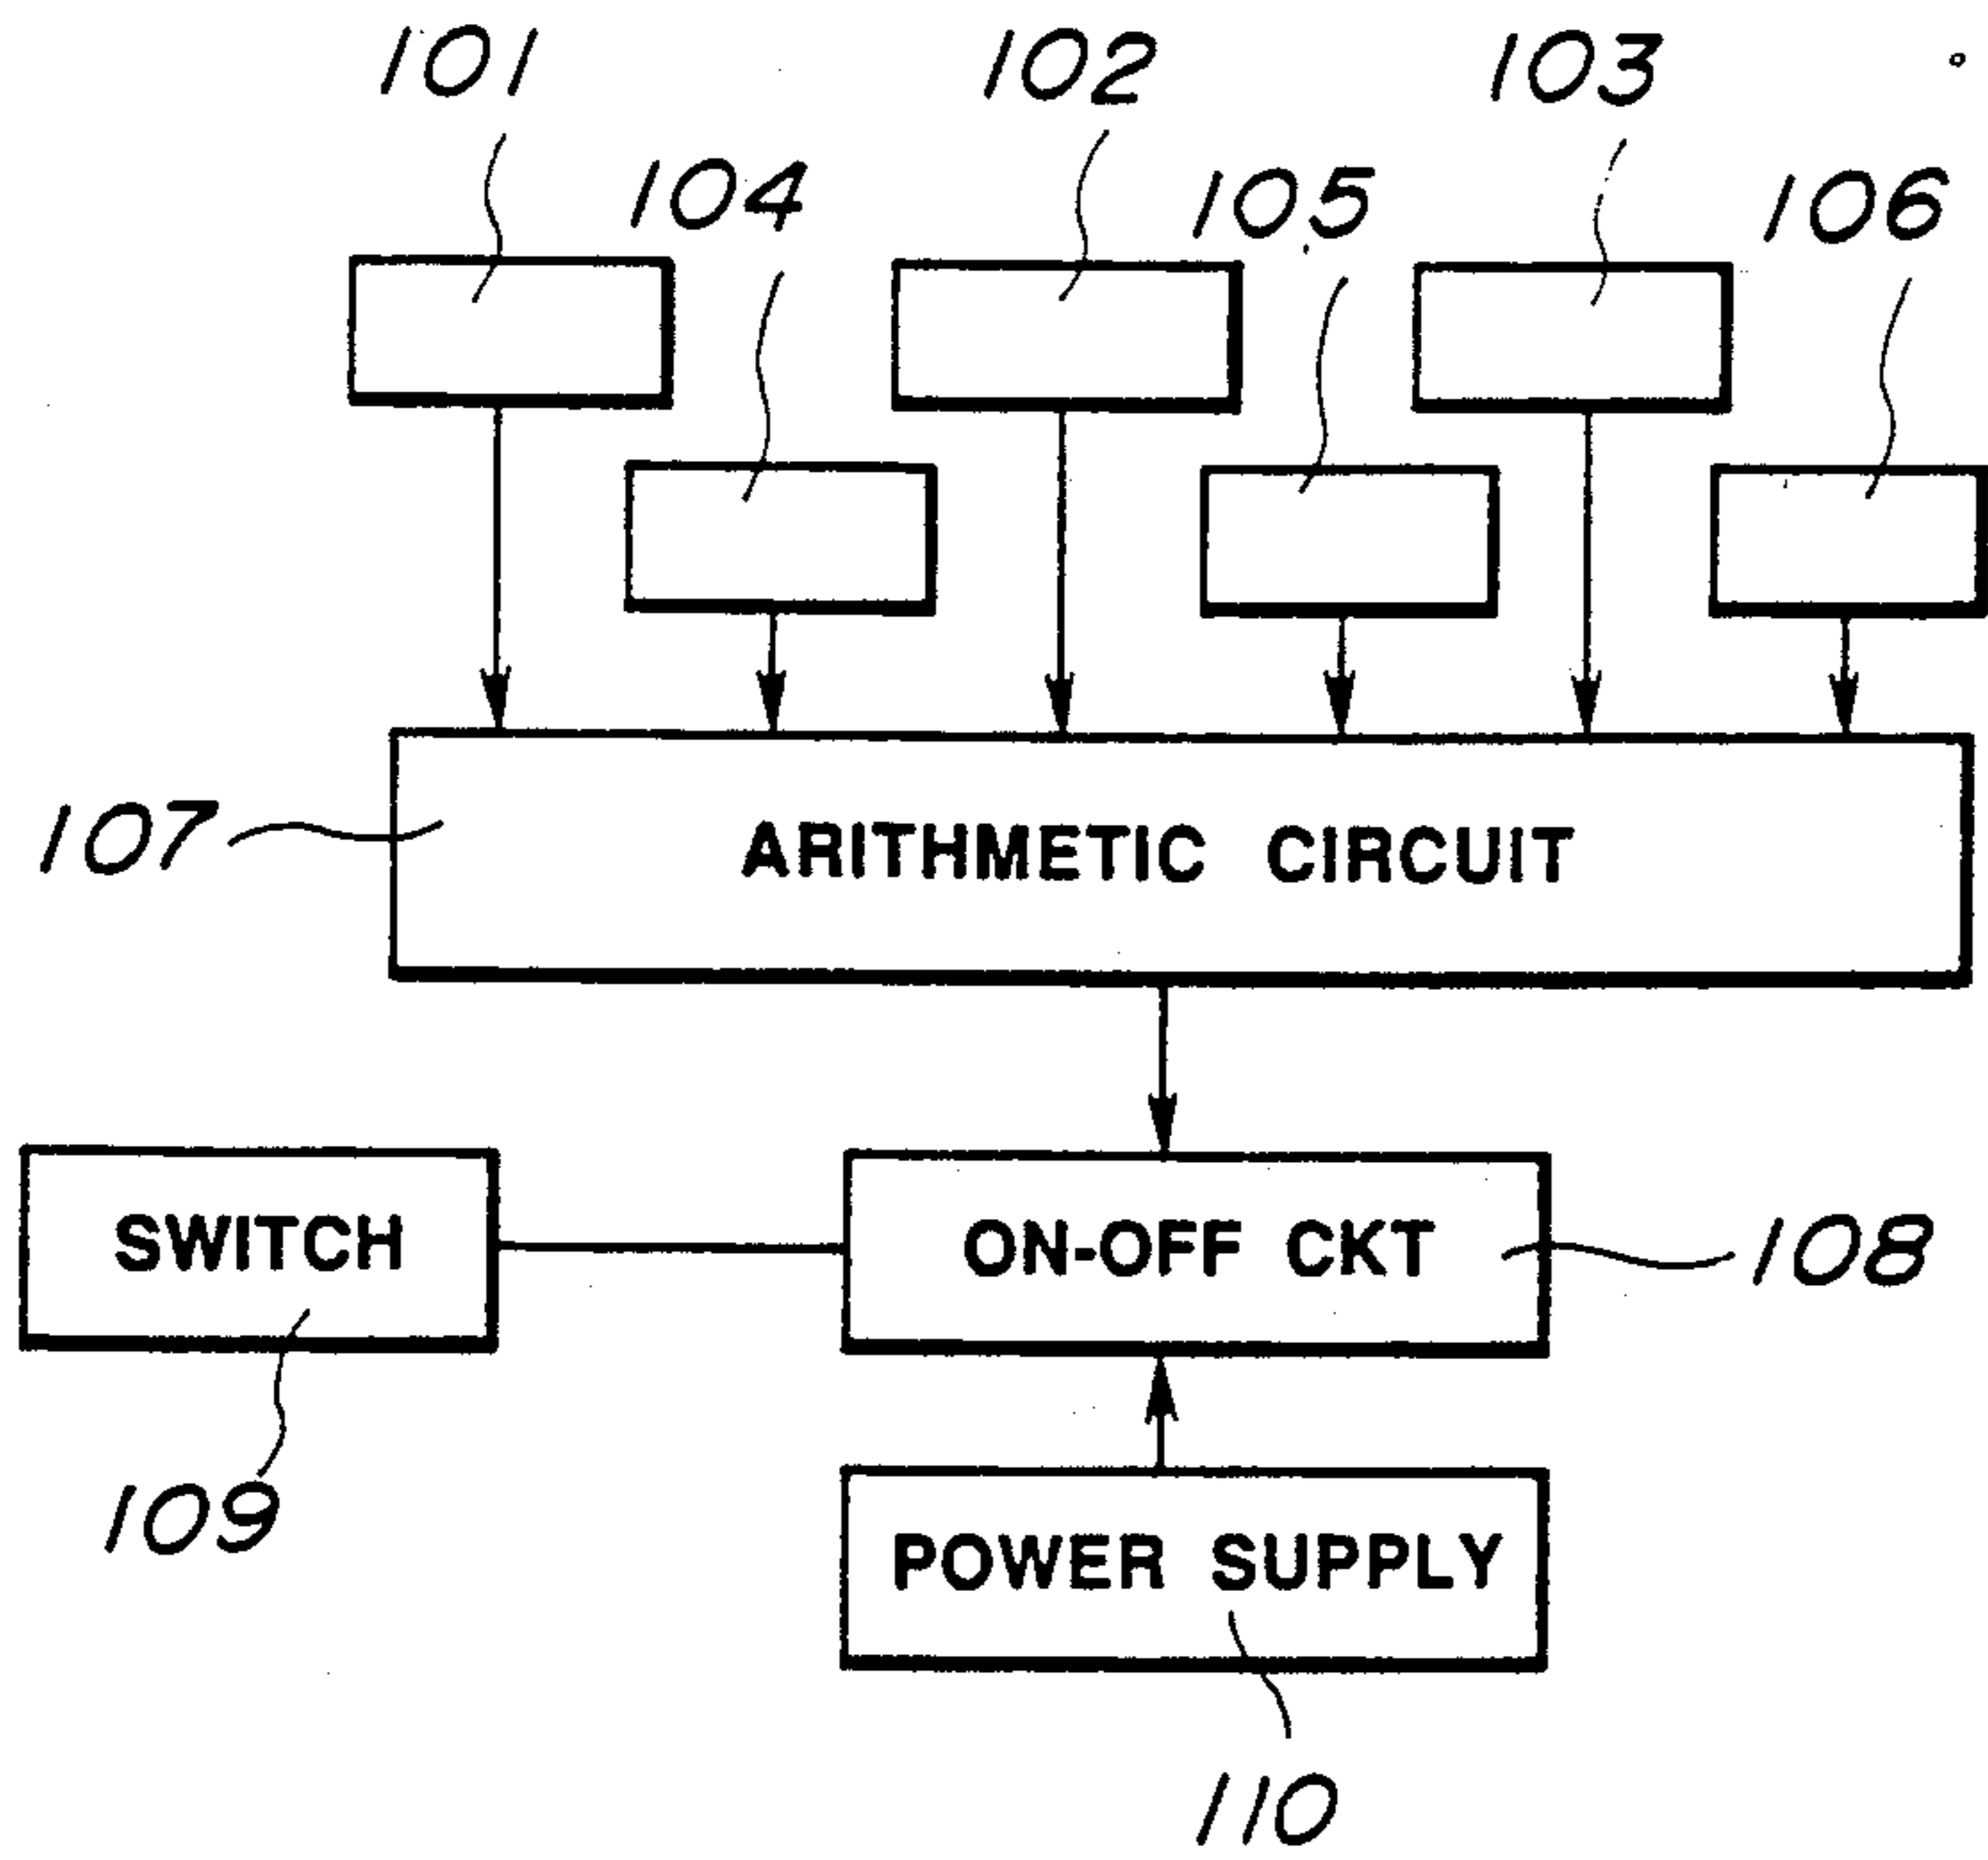 101 102 103
104 105 106
107 ARITHMETIC CIRCUIT
SWITCH ON-OFF CKT 108
109 POWER SUPPLY
110